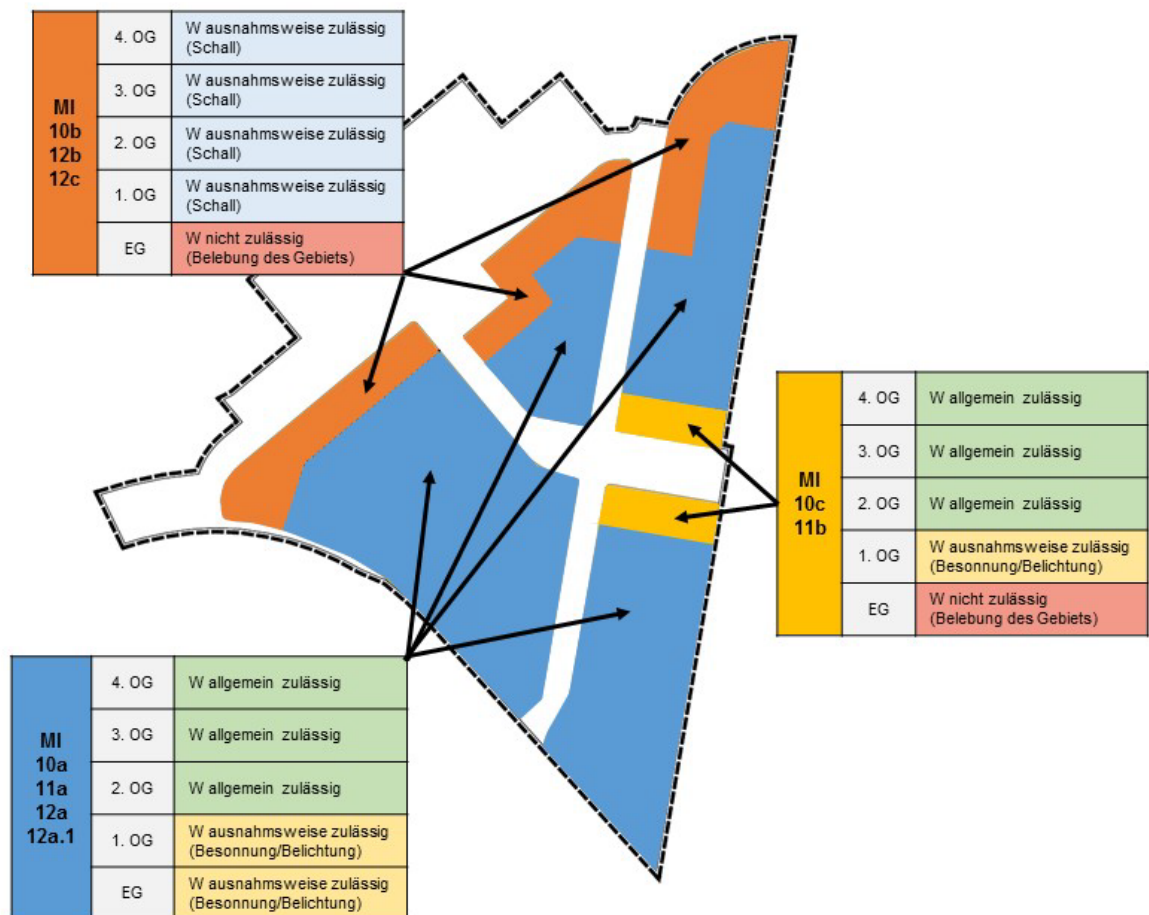 MI
10b
12b
12c
4. OG
W ausnahmsweise zulässig
(Schall)
3. OG
W ausnahmsweise zulässig
(Schall)
2. OG
W ausnahmsweise zulässig
(Schall)
1. OG
W ausnahmsweise zulässig
(Schall)
EG
W nicht zulässig
(Belebung des Gebiets)
MI
10c
11b
4. OG
W allgemein zulässig
3. OG
W allgemein zulässig
2. OG
W allgemein zulässig
1. OG
W ausnahmsweise zulässig
(Besonnung/Belichtung)
EG
W nicht zulässig
(Belebung des Gebiets)
MI
10a
11a
12a
12a.1
4. OG
W allgemein zulässig
3. OG
W allgemein zulässig
2. OG
W allgemein zulässig
1. OG
W ausnahmsweise zulässig
(Besonnung/Belichtung)
EG
W ausnahmsweise zulässig
(Besonnung/Belichtung)